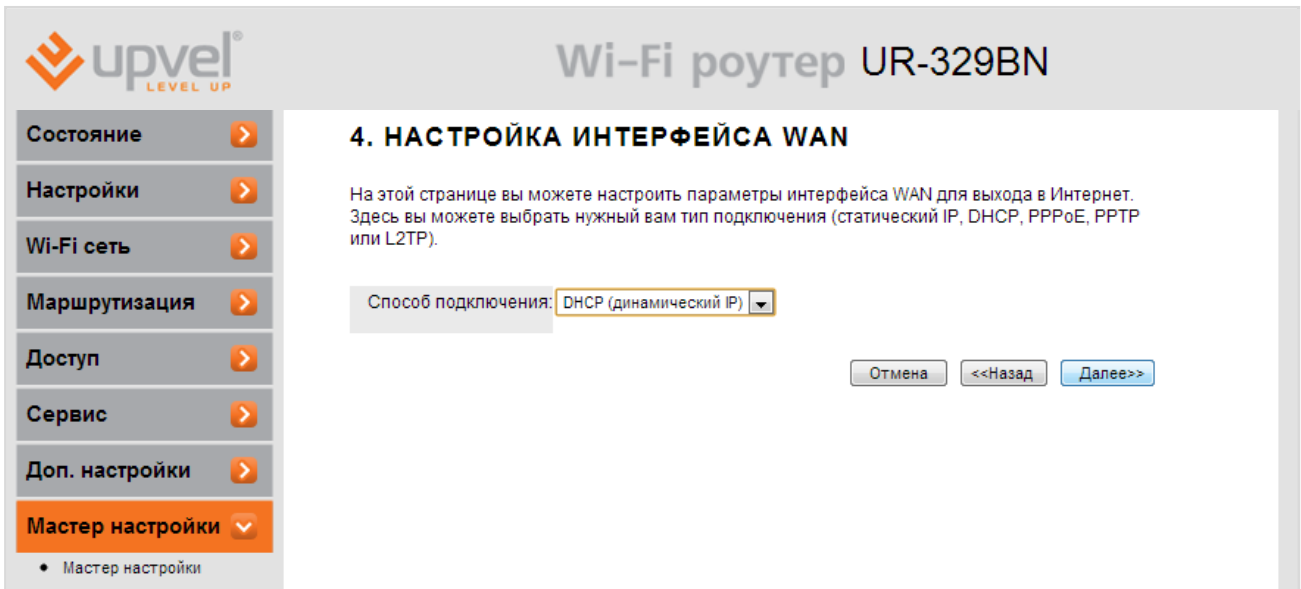 upvel®
LEVEL UP
Wi-Fi роутер UR-329BN
Состояние
Настройки
Wi-Fi сеть
Маршрутизация
Доступ
Сервис
Доп. настройки
Мастер настройки
• Мастер настройки
4. НАСТРОЙКА ИНТЕРФЕЙСА WAN
На этой странице вы можете настроить параметры интерфейса WAN для выхода в Интернет.
Здесь вы можете выбрать нужный вам тип подключения (статический IP, DHCP, PPPoE, PPTP
или L2TP).
Способ подключения: DHCP (динамический IP)
Отмена <<Назад Далее>>